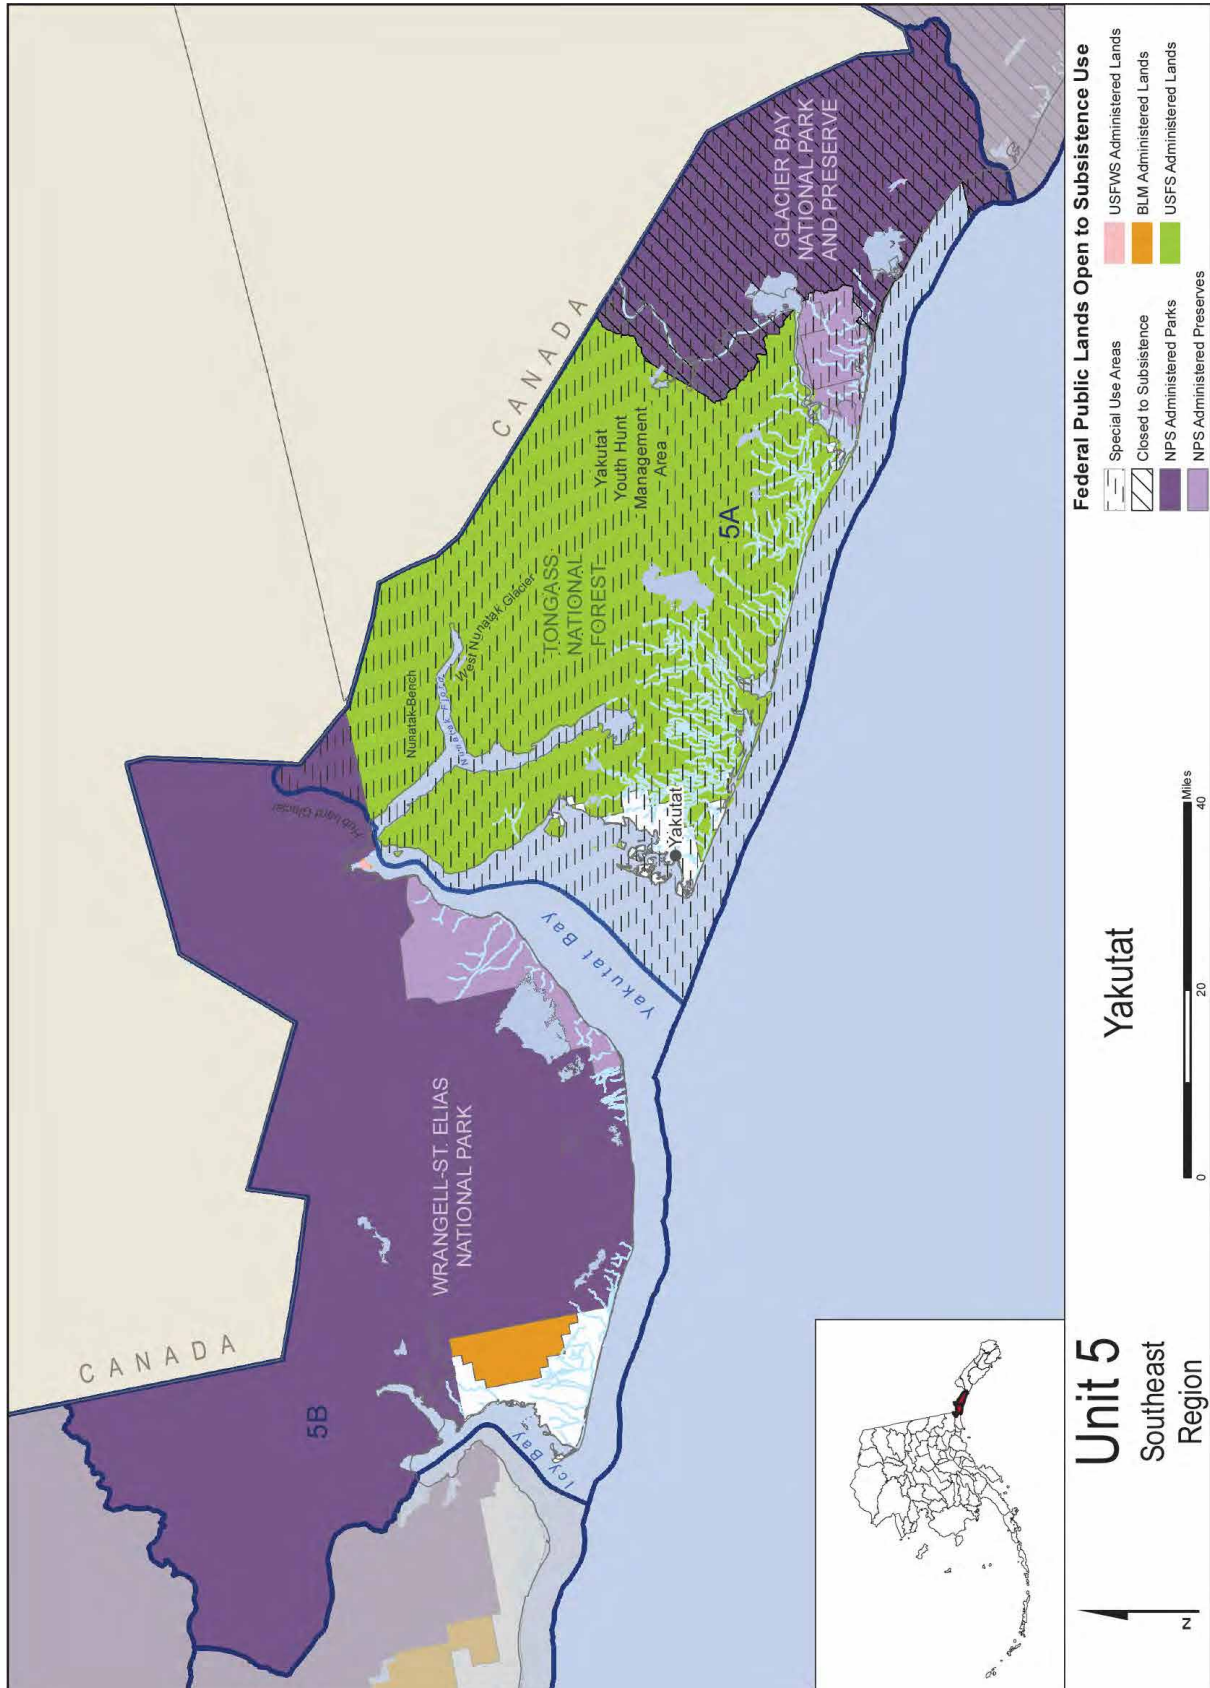 CANADA
CANADA
5B
WRANGELL-ST. ELIAS
NATIONAL PARK
Icy Bay
Yakutat Bay
Hubbard Glacier
Nunatak Bench
Nunatak Fiord
West Nunatak Glacier
TONGASS
NATIONAL
FOREST
Yakutat
Youth Hunt
Management
Area
5A
Yakutat
GLACIER BAY
NATIONAL PARK
AND PRESERVE
Unit 5
Southeast
Region
N
Yakutat
0
20
40
Miles
Federal Public Lands Open to Subsistence Use
Special Use Areas
Closed to Subsistence
NPS Administered Parks
NPS Administered Preserves
USFWS Administered Lands
BLM Administered Lands
USFS Administered Lands